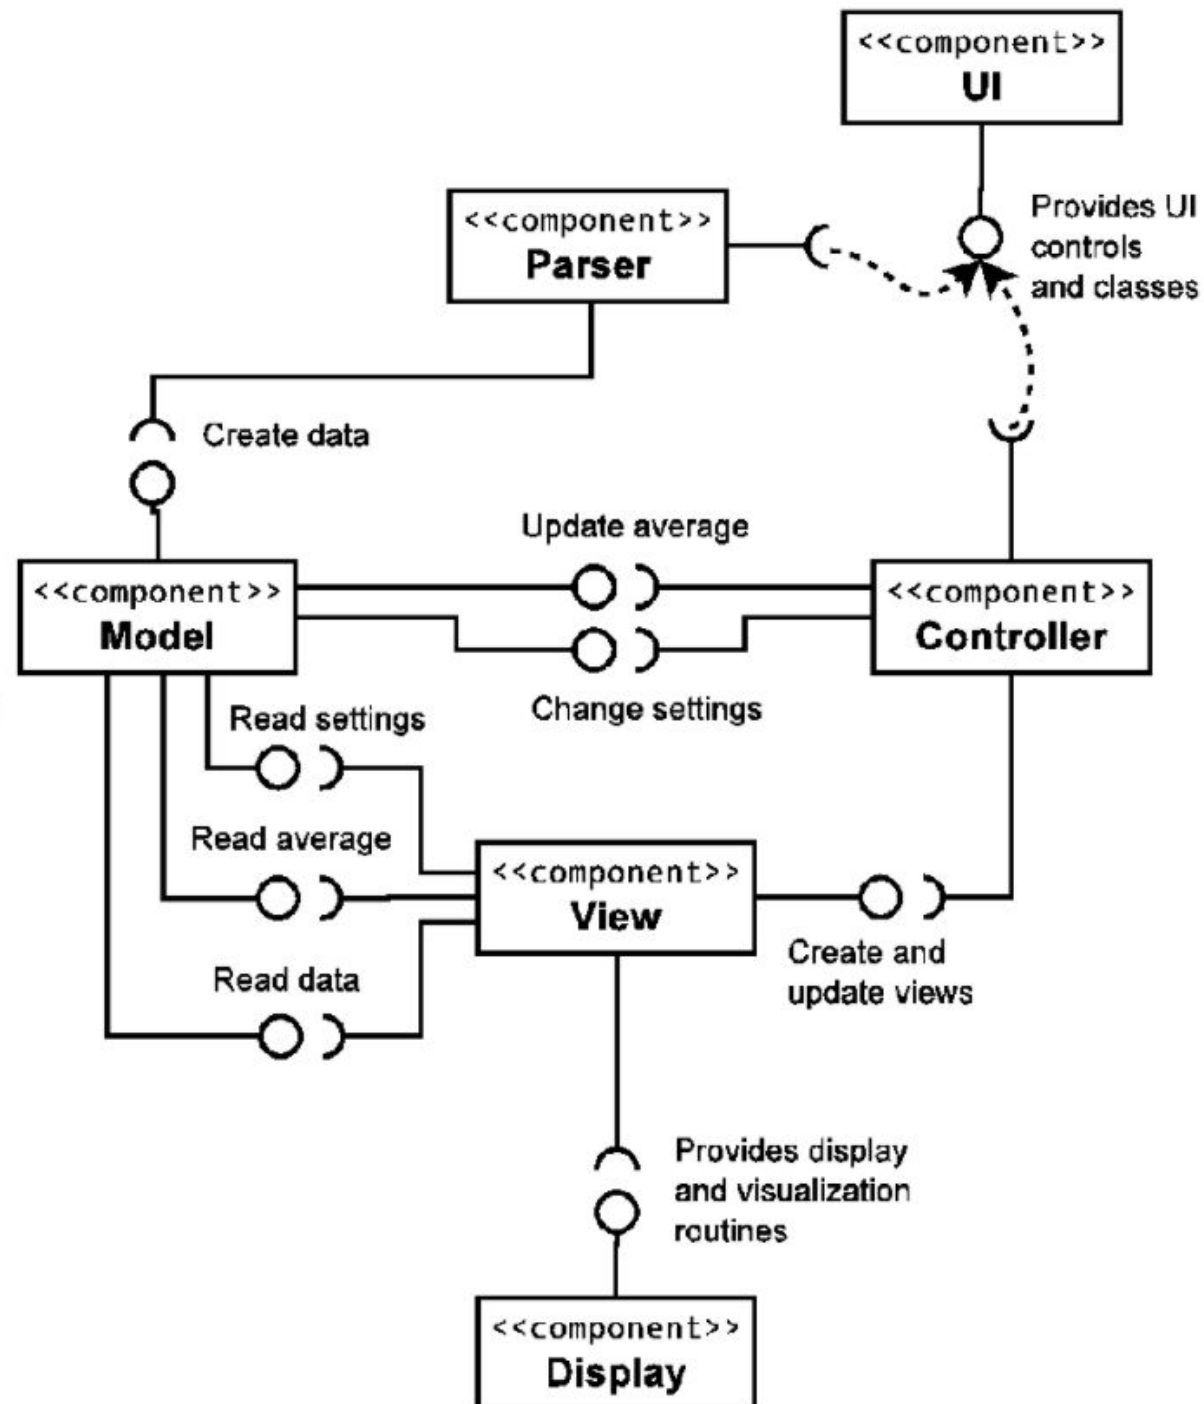 <<component>>
UI
Provides UI
controls
and classes
<<component>>
Parser
Create data
Update average
<<component>>
Model
<<component>>
Controller
Change settings
Read settings
Read average
<<component>>
View
Create and
update views
Read data
Provides display
and visualization
routines
<<component>>
Display